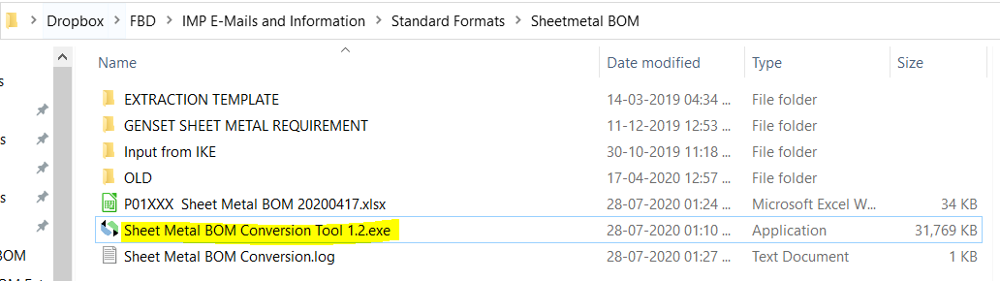 Dropbox > FBD > IMP E-Mails and Information > Standard Formats > Sheetmetal BOM
Name Date modified Type Size
EXTRACTION TEMPLATE 14-03-2019 04:34 ... File folder
GENSET SHEET METAL REQUIREMENT 11-12-2019 12:53 ... File folder
Input from IKE 30-10-2019 11:18 ... File folder
OLD 17-04-2020 12:57 ... File folder
P01XXX  Sheet Metal BOM 20200417.xlsx 28-07-2020 01:24 ... Microsoft Excel W... 34 KB
Sheet Metal BOM Conversion Tool 1.2.exe 28-07-2020 01:10 ... Application 31,769 KB
Sheet Metal BOM Conversion.log 28-07-2020 01:27 ... Text Document 1 KB